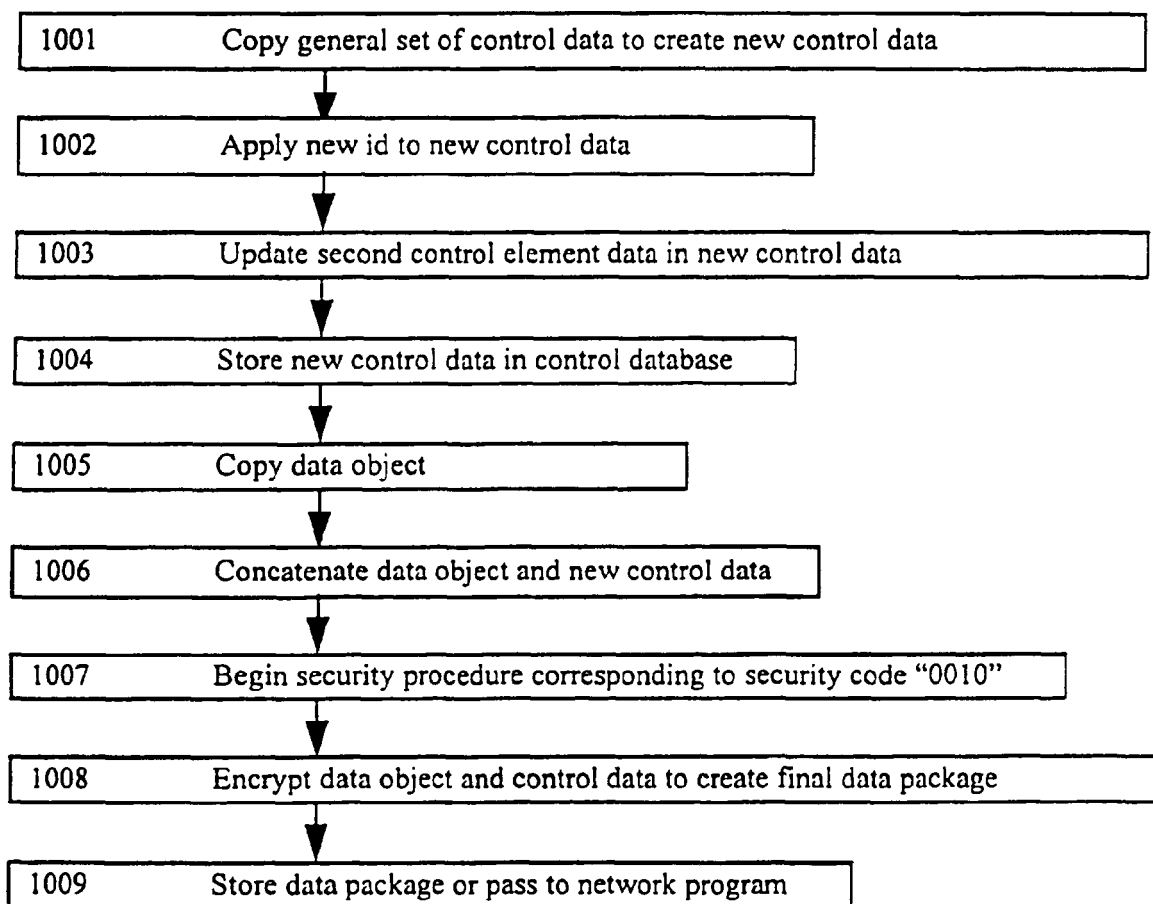 1001 Copy general set of control data to create new control data
1002 Apply new id to new control data
1003 Update second control element data in new control data
1004 Store new control data in control database
1005 Copy data object
1006 Concatenate data object and new control data
1007 Begin security procedure corresponding to security code “0010”
1008 Encrypt data object and control data to create final data package
1009 Store data package or pass to network program